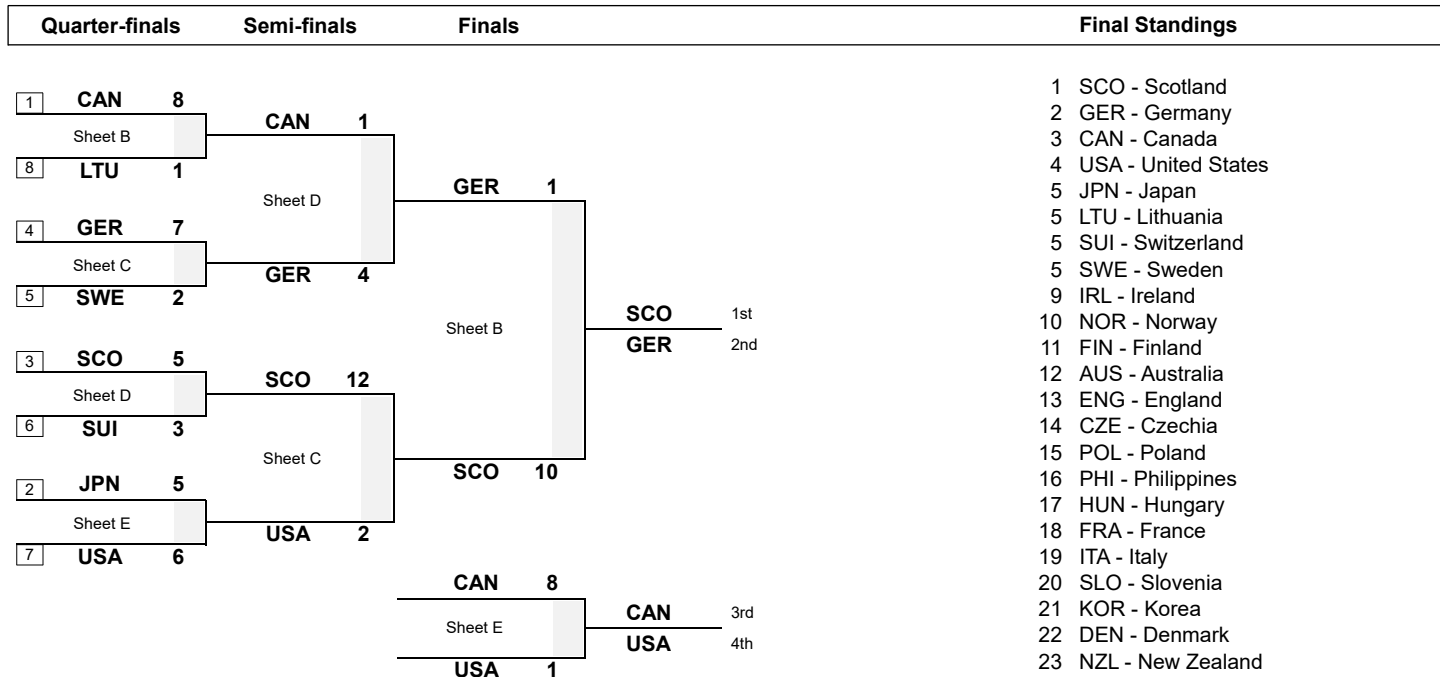 Quarter-finals Semi-finals Finals Final Standings
1 CAN 8
Sheet B
8 LTU 1
4 GER 7
Sheet C
5 SWE 2
3 SCO 5
Sheet D
6 SUI 3
2 JPN 5
Sheet E
7 USA 6
CAN 1
Sheet D
GER 4
SCO 12
Sheet C
USA 2
GER 1
Sheet B
SCO 10
SCO 1st
GER 2nd
CAN 8
Sheet E
USA 1
CAN 3rd
USA 4th
1 SCO - Scotland
2 GER - Germany
3 CAN - Canada
4 USA - United States
5 JPN - Japan
5 LTU - Lithuania
5 SUI - Switzerland
5 SWE - Sweden
9 IRL - Ireland
10 NOR - Norway
11 FIN - Finland
12 AUS - Australia
13 ENG - England
14 CZE - Czechia
15 POL - Poland
16 PHI - Philippines
17 HUN - Hungary
18 FRA - France
19 ITA - Italy
20 SLO - Slovenia
21 KOR - Korea
22 DEN - Denmark
23 NZL - New Zealand